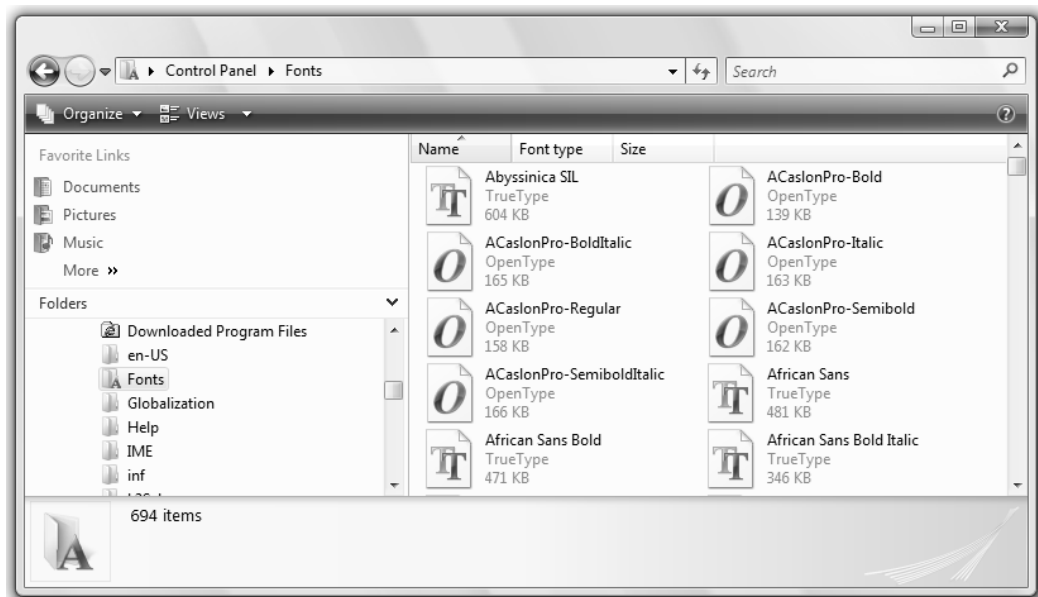 Control Panel Fonts
Search
Organize Views
Favorite Links
Documents
Pictures
Music
More »
Folders
Downloaded Program Files
en-US
Fonts
Globalization
Help
IME
inf
Name Font type Size
Abyssinica SIL
TrueType
604 KB
ACaslonPro-Bold
OpenType
139 KB
ACaslonPro-BoldItalic
OpenType
165 KB
ACaslonPro-Italic
OpenType
163 KB
ACaslonPro-Regular
OpenType
158 KB
ACaslonPro-Semibold
OpenType
162 KB
ACaslonPro-SemiboldItalic
OpenType
166 KB
African Sans
TrueType
481 KB
African Sans Bold
TrueType
471 KB
African Sans Bold Italic
TrueType
346 KB
694 items